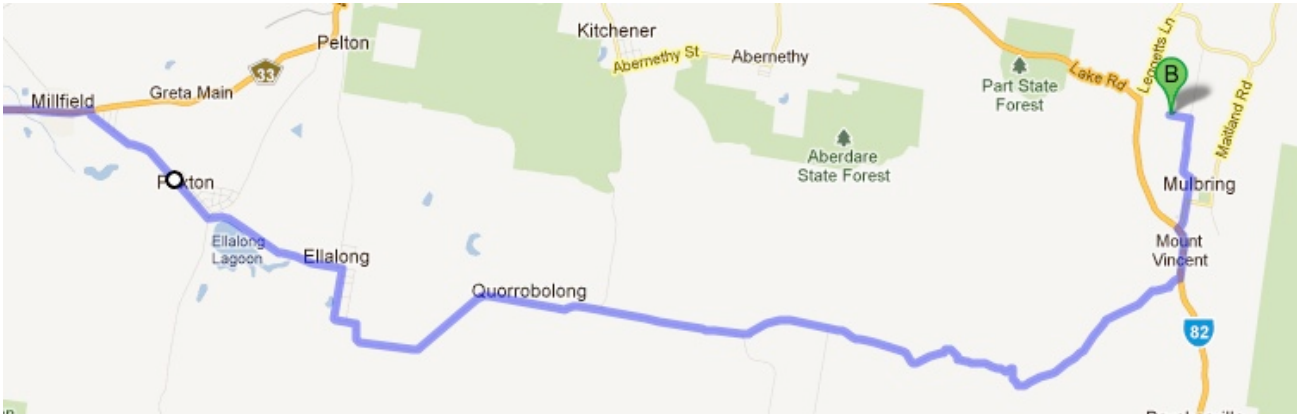 Kitchener
Pelton
Abernethy St
Abernethy
33
Lake Rd
Leggetts Ln
B
Greta Main
Millfield
Part State
Forest
Maitland Rd
Aberdare
State Forest
Mulbring
Ellalong
Lagoon
Ellalong
Mount
Vincent
Quorrobolong
82